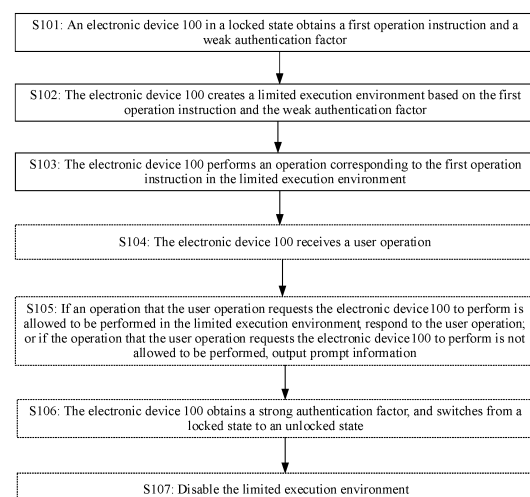 S101: An electronic device 100 in a locked state obtains a first operation instruction and a
weak authentication factor
S102: The electronic device 100 creates a limited execution environment based on the first
operation instruction and the weak authentication factor
S103: The electronic device 100 performs an operation corresponding to the first operation
instruction in the limited execution environment
S104: The electronic device 100 receives a user operation
S105: If an operation that the user operation requests the electronic device 100 to perform is
allowed to be performed in the limited execution environment, respond to the user operation;
or if the operation that the user operation requests the electronic device 100 to perform is not
allowed to be performed, output prompt information
S106: The electronic device 100 obtains a strong authentication factor, and switches from a
locked state to an unlocked state
S107: Disable the limited execution environment